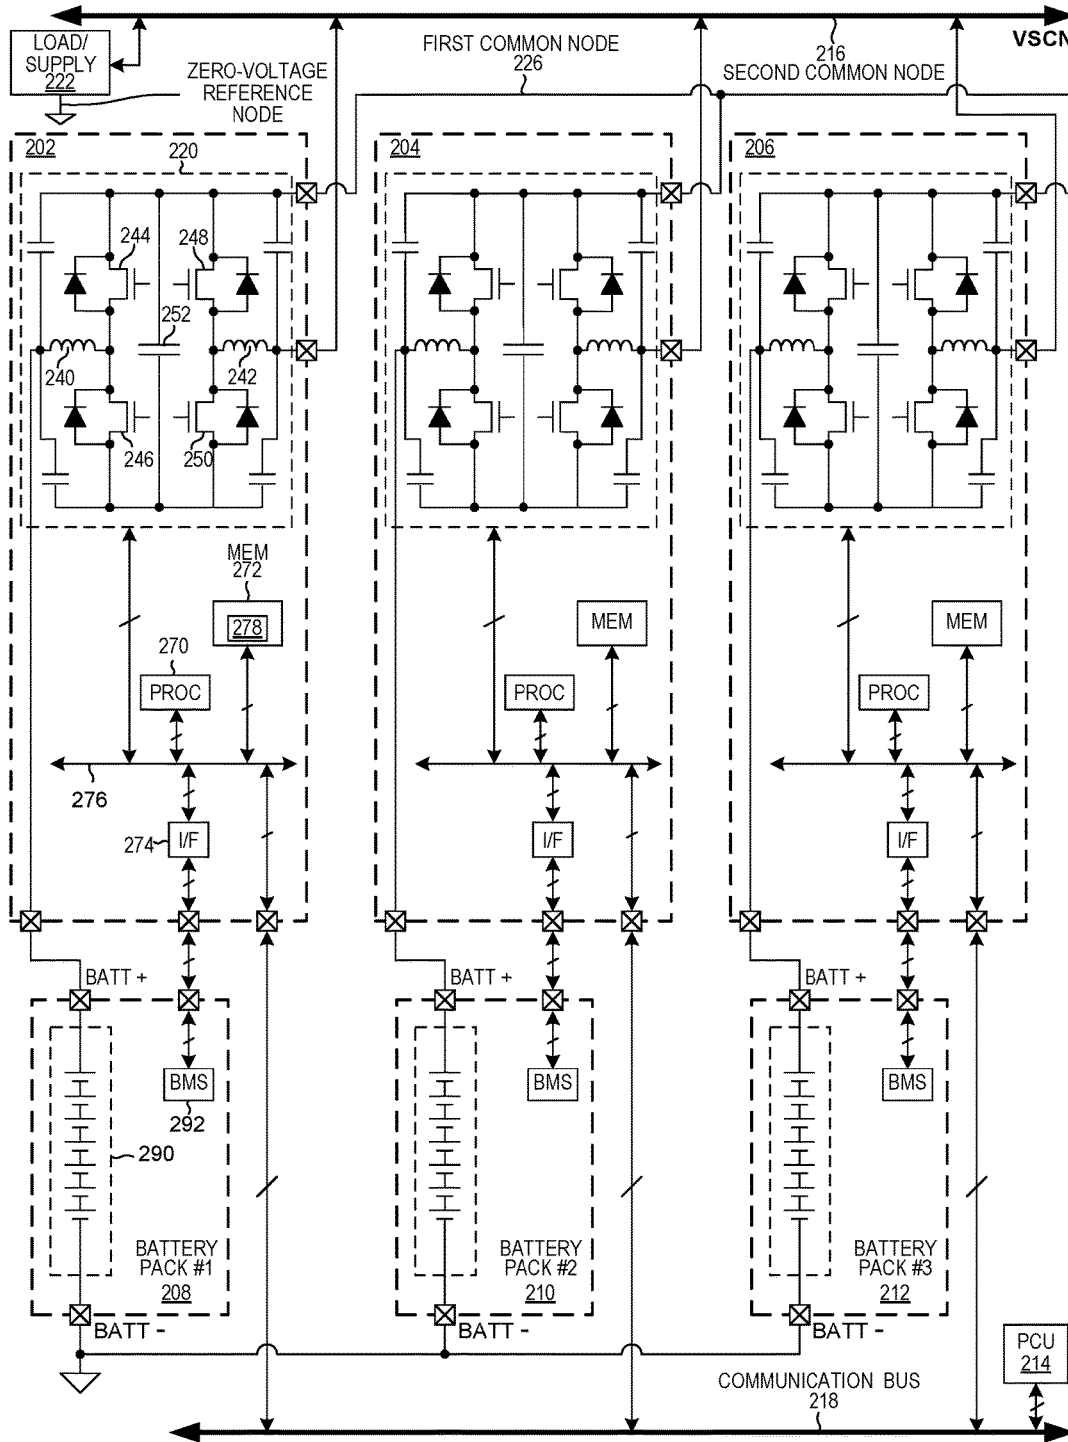 LOAD/
SUPPLY
222
ZERO-VOLTAGE
REFERENCE
NODE
FIRST COMMON NODE
226
216
SECOND COMMON NODE
VSCN
202
220
204
206
244
248
252
240
242
246
250
MEM
272
278
MEM
MEM
270
PROC
PROC
PROC
276
274
I/F
I/F
I/F
BATT +
BATT +
BATT +
BMS
292
BMS
BMS
290
BATTERY
PACK #1
208
BATTERY
PACK #2
210
BATTERY
PACK #3
212
BATT -
BATT -
BATT -
PCU
214
COMMUNICATION BUS
218